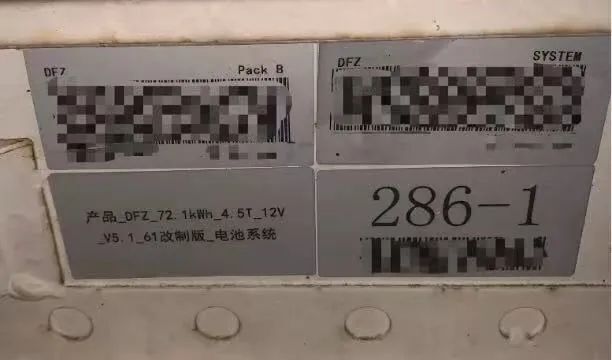 DFZ Pack B
DFZ SYSTEM
产品_DFZ_72.1kWh_4.5T_12V
_V5.1_61改制版_电池系统
286-1